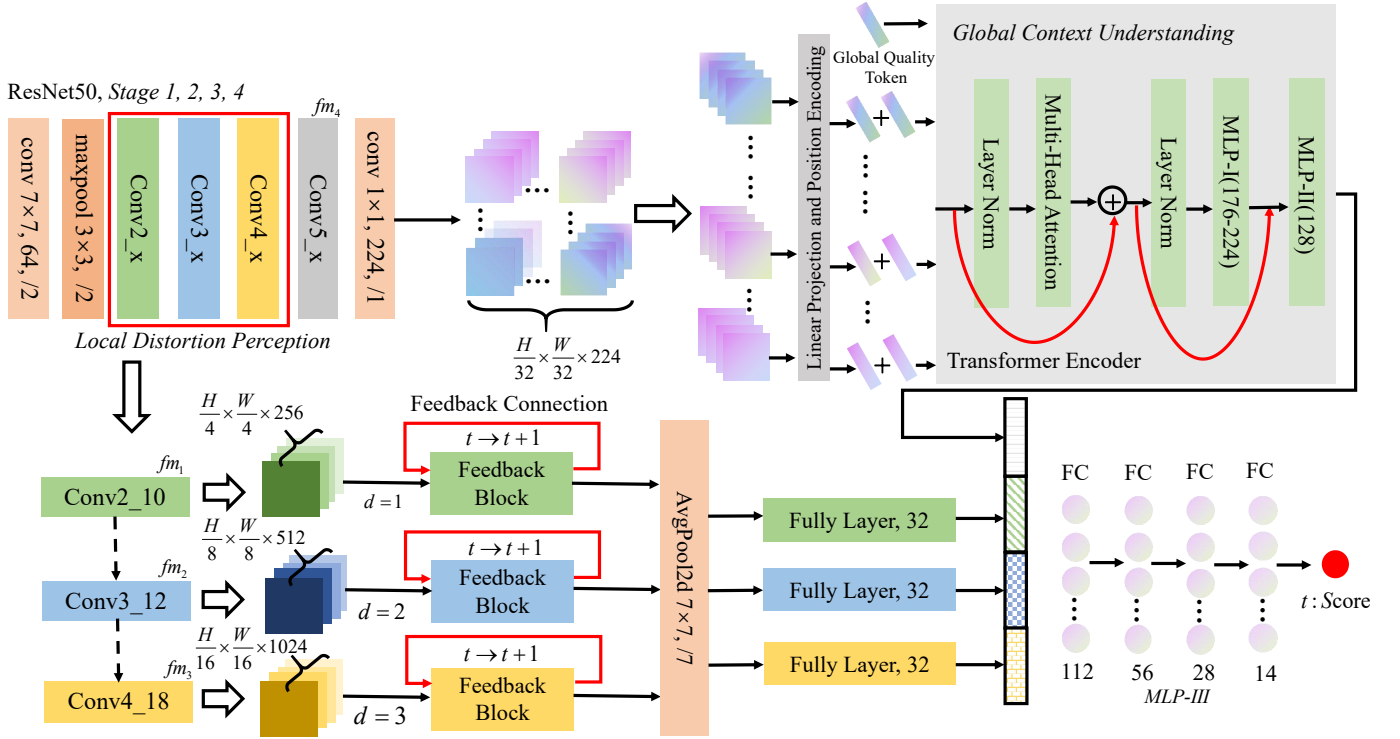 ResNet50, Stage 1, 2, 3, 4
fm₄
conv 7×7, 64, /2
maxpool 3×3, /2
Conv2_x
Conv3_x
Conv4_x
Conv5_x
conv 1×1, 224, /1
Local Distortion Perception
H/32 × W/32 × 224
Linear Projection and Position Encoding
Global Quality
Token
+
+
+
Global Context Understanding
Layer Norm
Multi-Head
Attention
+
Layer Norm
MLP-I(176-224)
MLP-II(128)
Transformer Encoder
H/4 × W/4 × 256
fm₁
Conv2_10
H/8 × W/8 × 512
fm₂
Conv3_12
H/16 × W/16 × 1024
fm₃
Conv4_18
Feedback Connection
d = 1
t → t + 1
Feedback
Block
d = 2
t → t + 1
Feedback
Block
d = 3
t → t + 1
Feedback
Block
AvgPool2d 7×7, /7
Fully Layer, 32
Fully Layer, 32
Fully Layer, 32
FC FC FC FC
t : Score
112 56 28 14
MLP-III